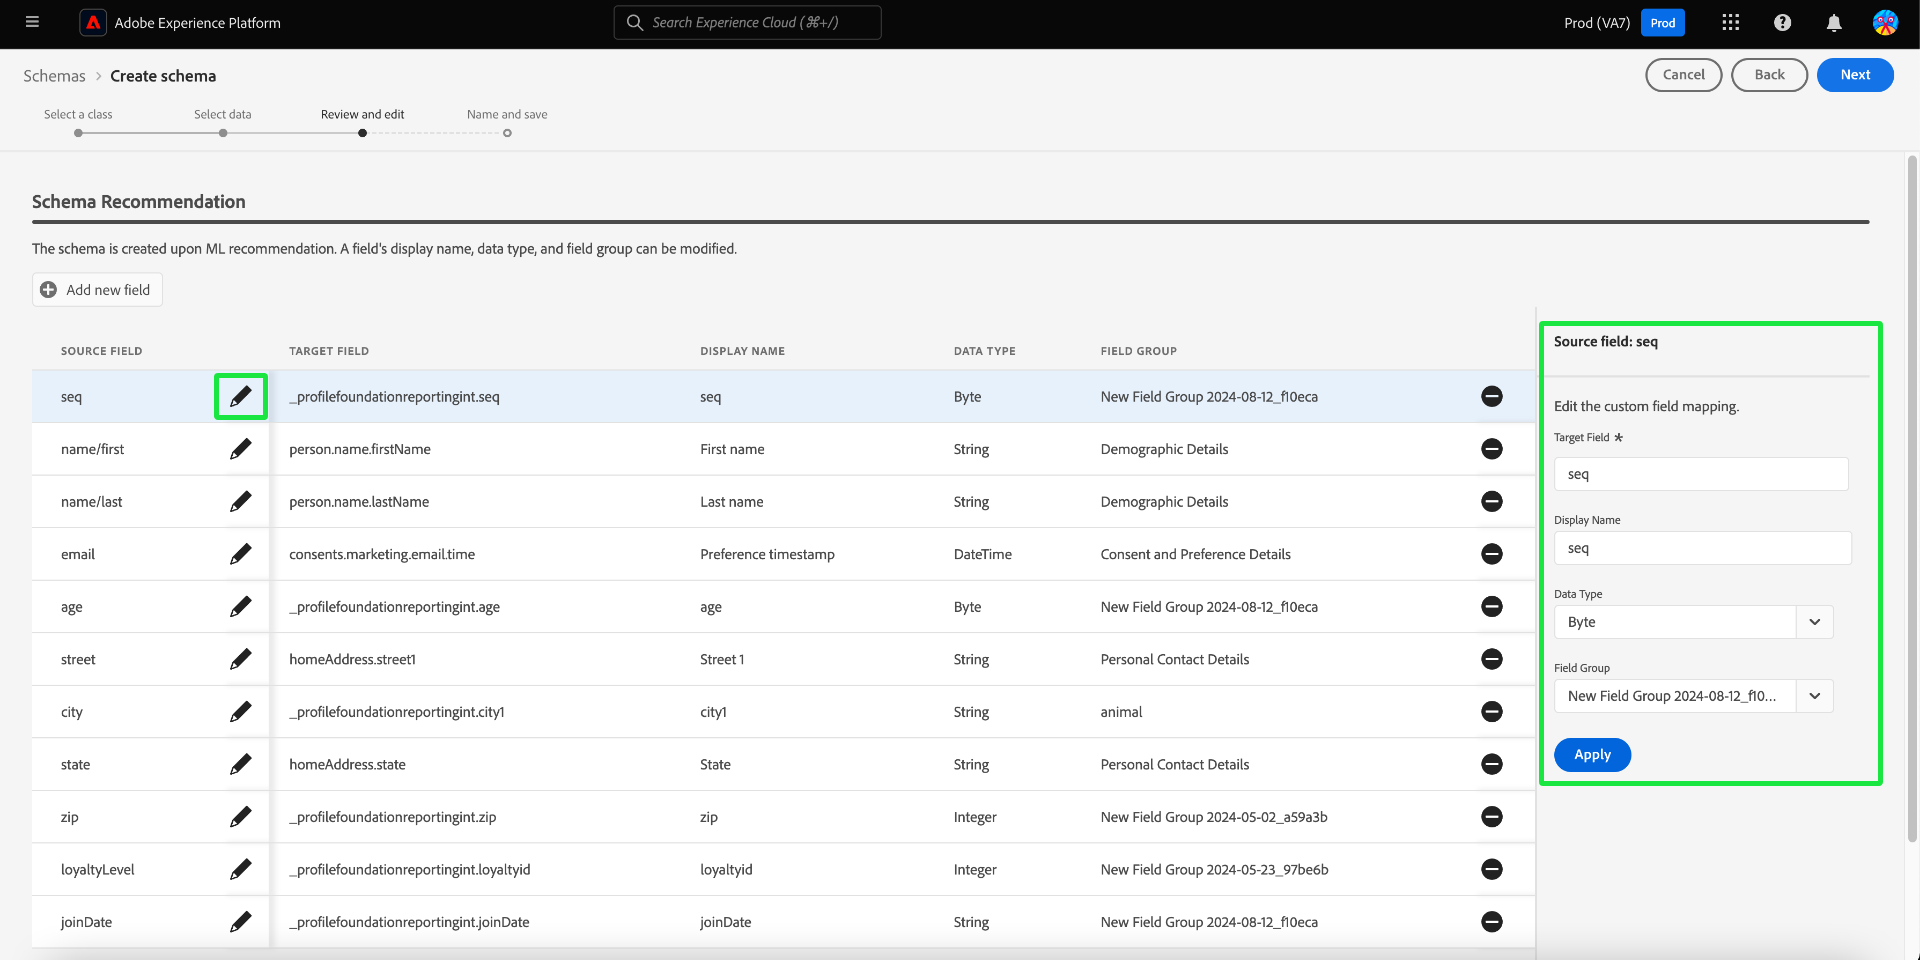 Adobe Experience Platform
Search Experience Cloud (⌘+/)
Prod (VA7) Prod
Schemas > Create schema
Cancel Back Next
Select a class Select data Review and edit Name and save
Schema Recommendation
The schema is created upon ML recommendation. A field's display name, data type, and field group can be modified.
Add new field
SOURCE FIELD TARGET FIELD DISPLAY NAME DATA TYPE FIELD GROUP
seq _profilefoundationreportingint.seq seq Byte New Field Group 2024-08-12_f10eca
name/first person.name.firstName First name String Demographic Details
name/last person.name.lastName Last name String Demographic Details
email consents.marketing.email.time Preference timestamp DateTime Consent and Preference Details
age _profilefoundationreportingint.age age Byte New Field Group 2024-08-12_f10eca
street homeAddress.street1 Street 1 String Personal Contact Details
city _profilefoundationreportingint.city1 city1 String animal
state homeAddress.state State String Personal Contact Details
zip _profilefoundationreportingint.zip zip Integer New Field Group 2024-05-02_a59a3b
loyaltyLevel _profilefoundationreportingint.loyaltyid loyaltyid Integer New Field Group 2024-05-23_97be6b
joinDate _profilefoundationreportingint.joinDate joinDate String New Field Group 2024-08-12_f10eca
Source field: seq
Edit the custom field mapping.
Target Field *
seq
Display Name
seq
Data Type
Byte
Field Group
New Field Group 2024-08-12_f10...
Apply